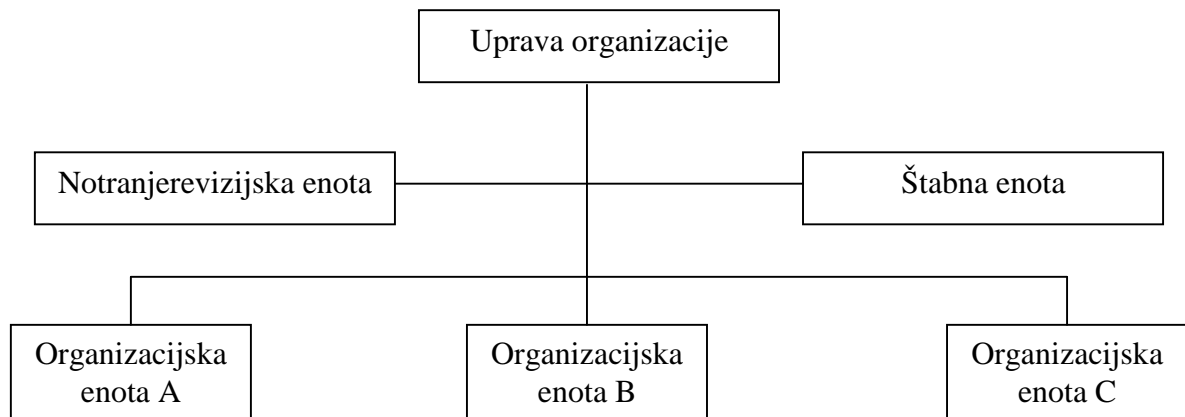 Uprava organizacije
Notranjerevizijska enota
Štabna enota
Organizacijska
enota A
Organizacijska
enota B
Organizacijska
enota C